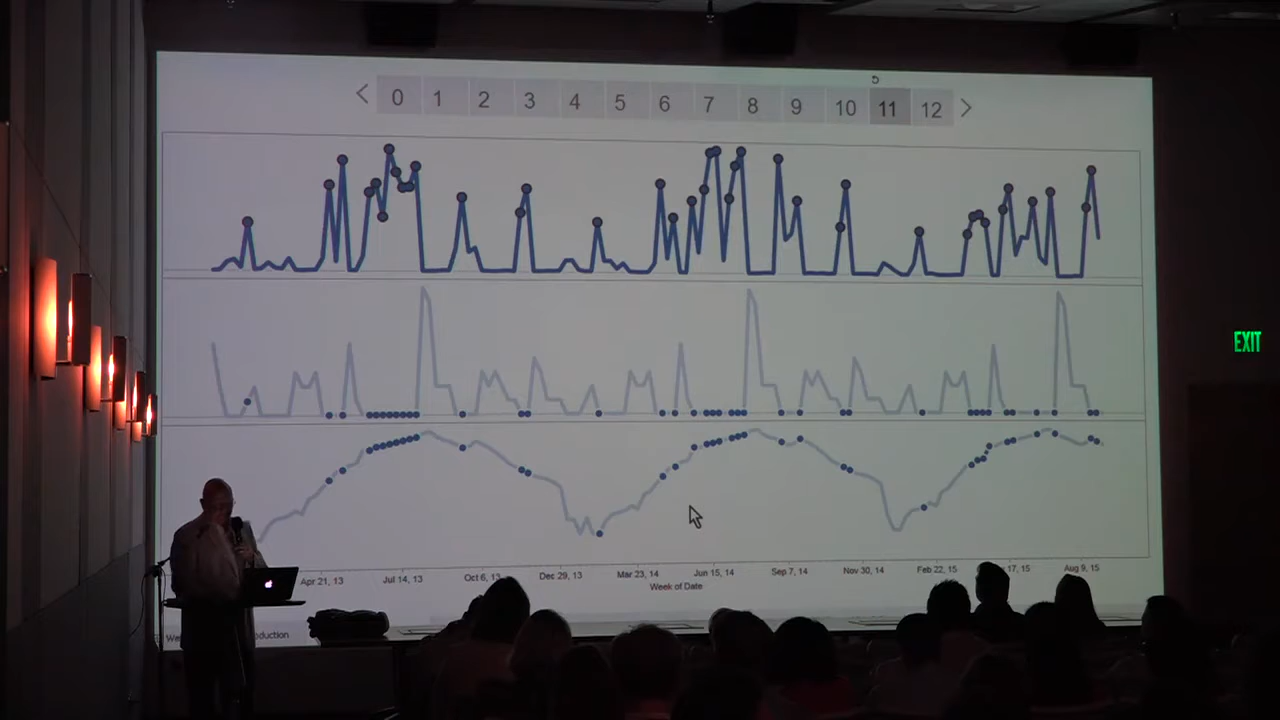 0 1 2 3 4 5 6 7 8 9 10 11 12
EXIT
Apr 21, 13 Jul 14, 13 Oct 6, 13 Dec 29, 13 Mar 23, 14 Jun 15, 14 Sep 7, 14 Nov 30, 14 Feb 22, 15 17, 15 Aug 9, 15
Week of Date